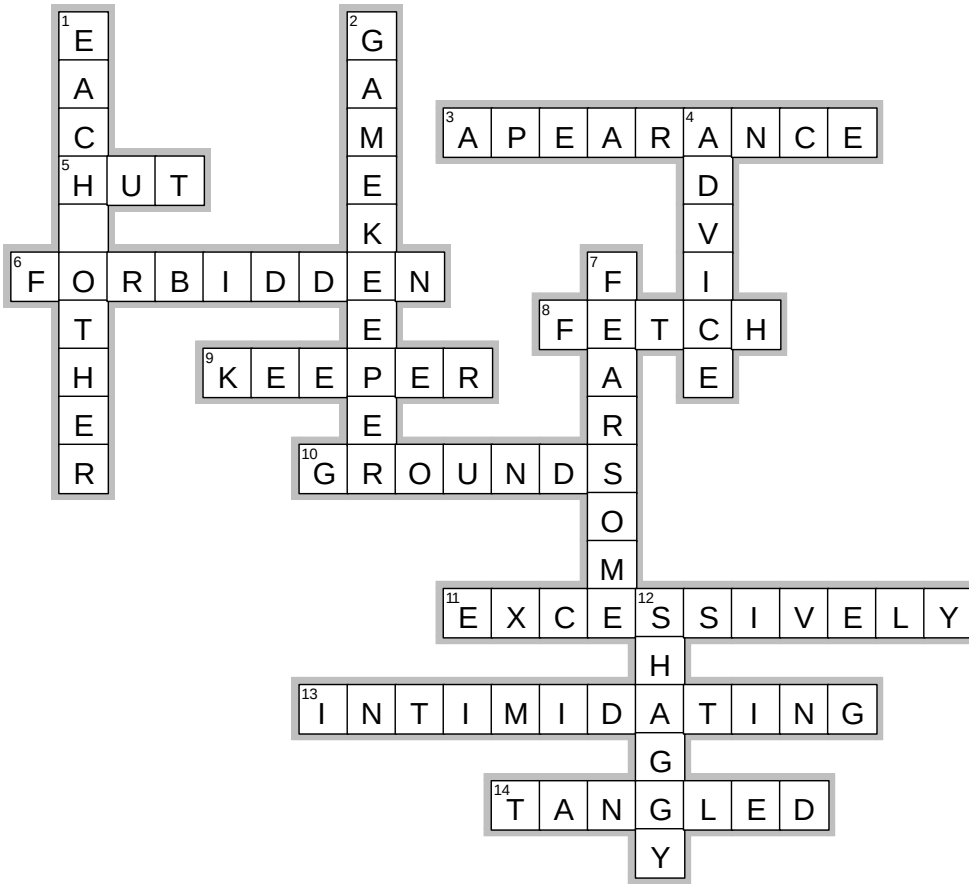 1 E 2 G
A A
C M 3 A P E A R 4 A N C E
5 H U T E D
K V
6 F O R B I D D E N 7 F I
T E 8 F E T C H
H 9 K E E P E R A E
E E R
R 10 G R O U N D S
O
M
11 E X C E 12 S S I V E L Y
H
13 I N T I M I D A T I N G
G
14 T A N G L E D
Y